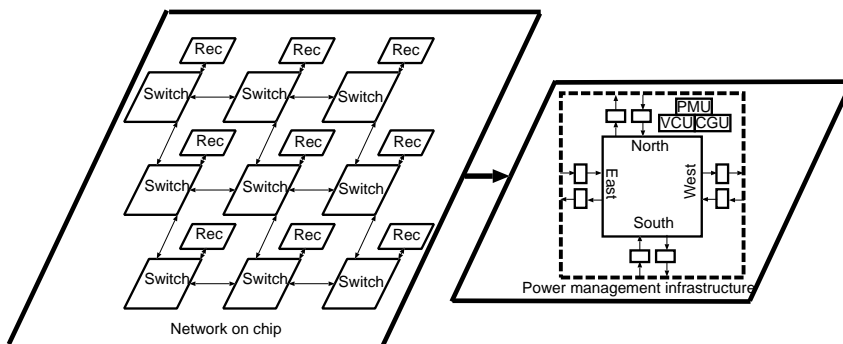 Rec Rec Rec
Switch Switch Switch
Rec Rec Rec
Switch Switch Switch
Rec Rec Rec
Switch Switch Switch
Network on chip
PMU
VCU CGU
North
East
West
South
Power management infrastructure